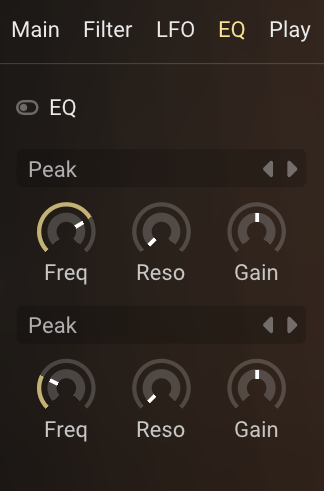 Main Filter LFO EQ Play
EQ
Peak
Freq Reso Gain
Peak
Freq Reso Gain